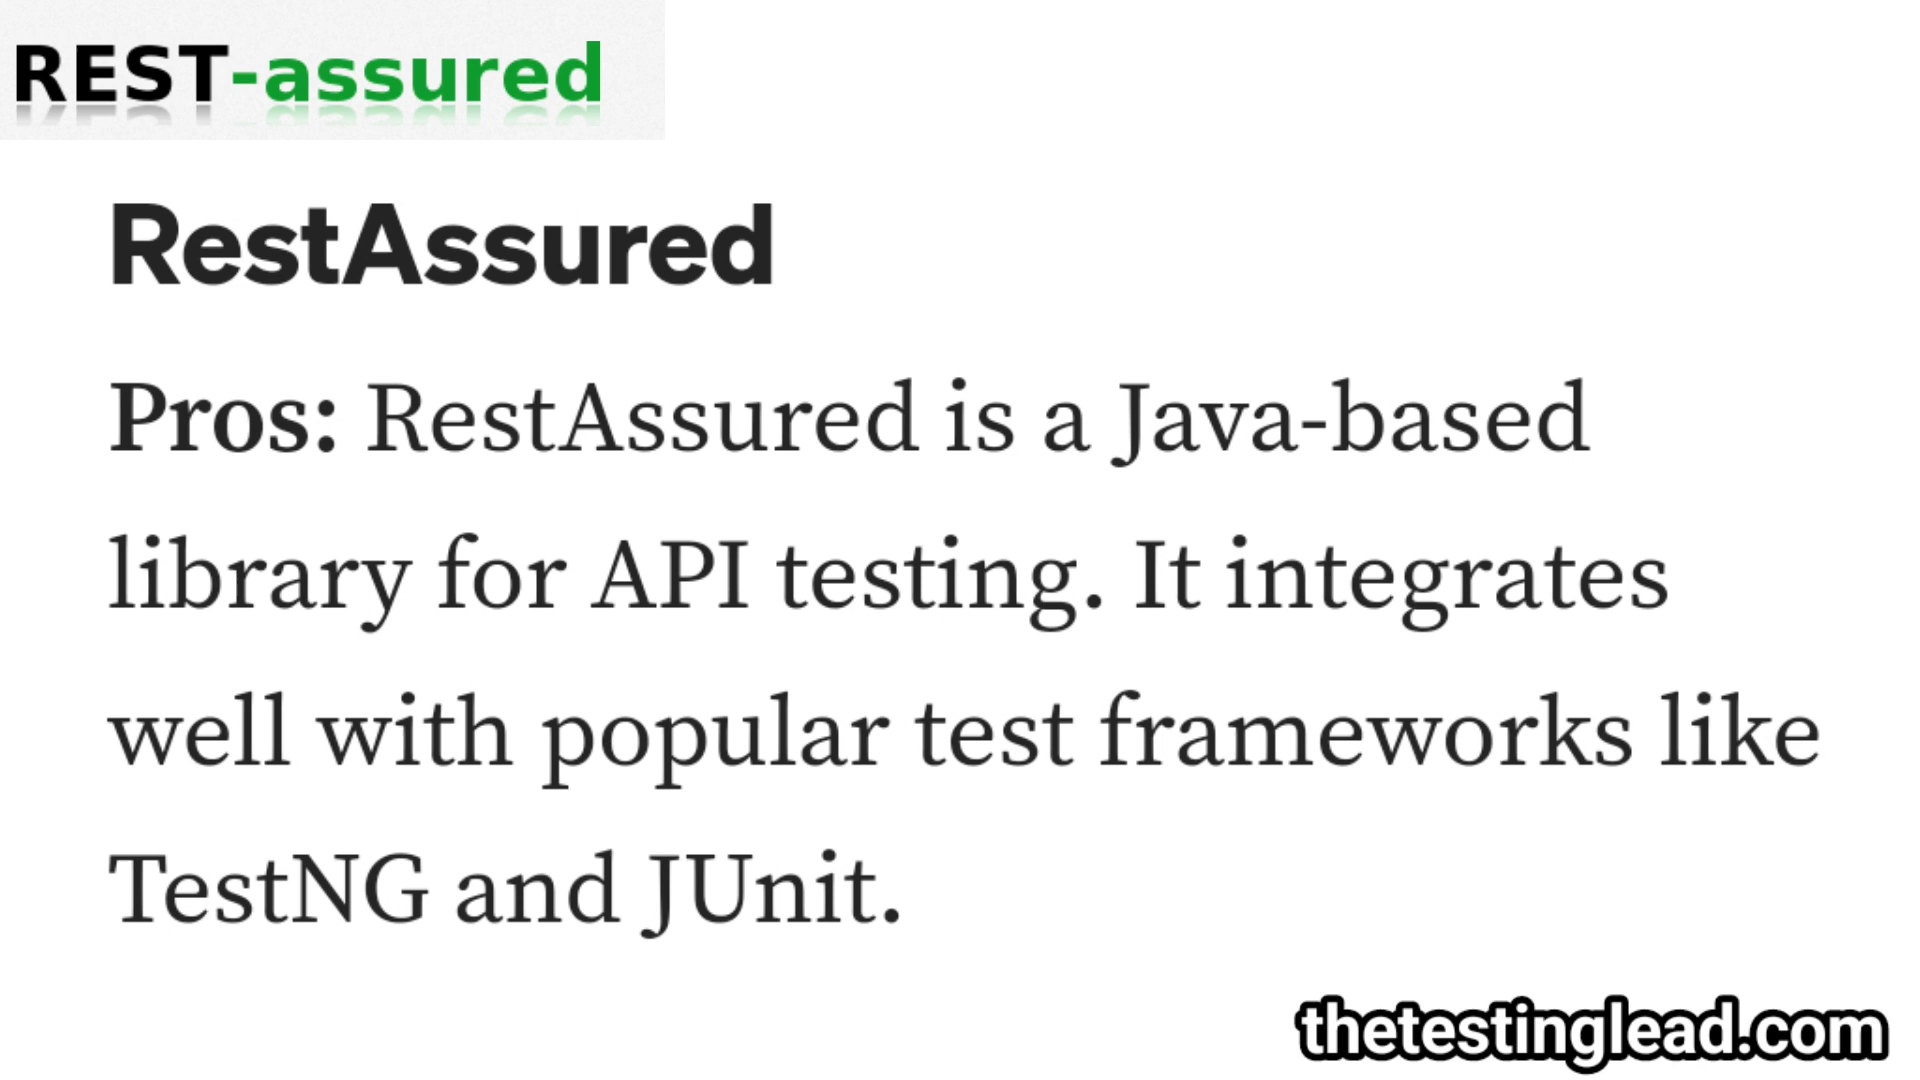 REST-assured
RestAssured
Pros: RestAssured is a Java-based
library for API testing. It integrates
well with popular test frameworks like
TestNG and JUnit.
thetestinglead.com